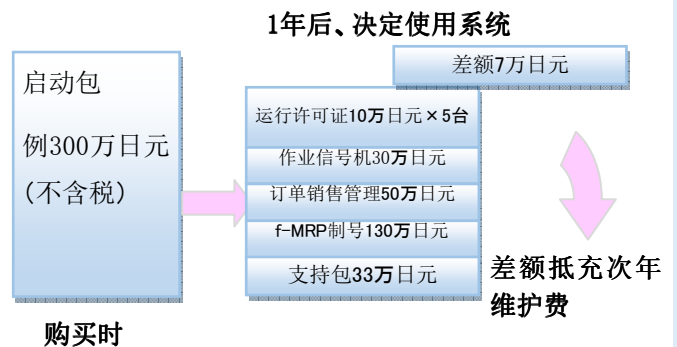 1年后、决定使用系统
差额7万日元
启动包
例300万日元
(不含税)
运行许可证10万日元×5台
作业信号机30万日元
订单销售管理50万日元
f-MRP制号130万日元
支持包33万日元
差额抵充次年
维护费
购买时